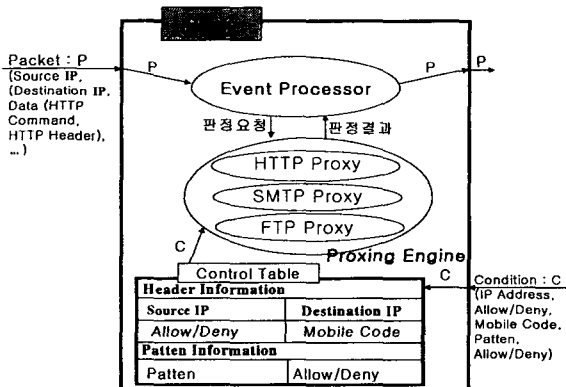 Packet : P
(Source IP,
(Destination IP,
Data (HTTP
Command,
HTTP Header),
... )
P
P
P
Event Processor
판정요청
판정결과
HTTP Proxy
SMTP Proxy
FTP Proxy
Proxing Engine
C
C
Condition : C
(IP Address,
Allow/Deny,
Mobile Code,
Patten,
Allow/Deny)
Control Table
Header Information
Source IP
Destination IP
Allow/Deny
Mobile Code
Patten Information
Patten
Allow/Deny